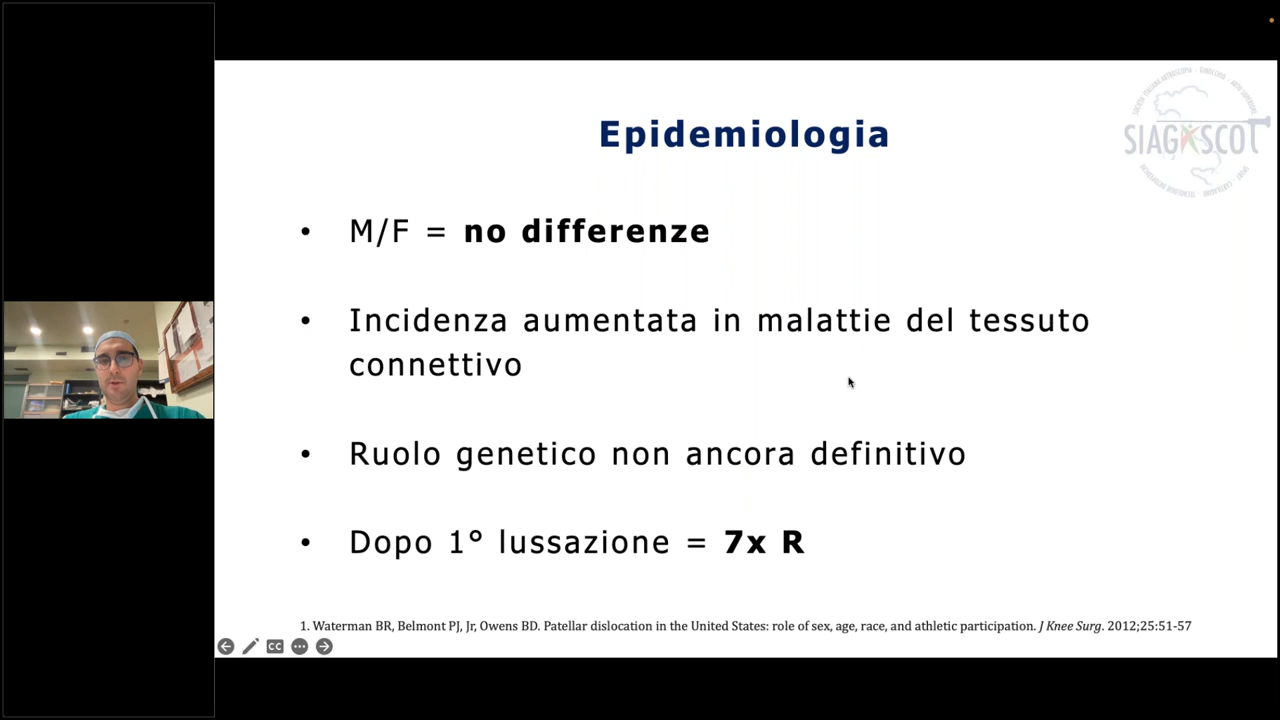 Epidemiologia
SIAGASCOT
• M/F = no differenze
• Incidenza aumentata in malattie del tessuto
connettivo
• Ruolo genetico non ancora definitivo
• Dopo 1° lussazione = 7x R
1. Waterman BR, Belmont PJ, Jr, Owens BD. Patellar dislocation in the United States: role of sex, age, race, and athletic participation. J Knee Surg. 2012;25:51-57
CC